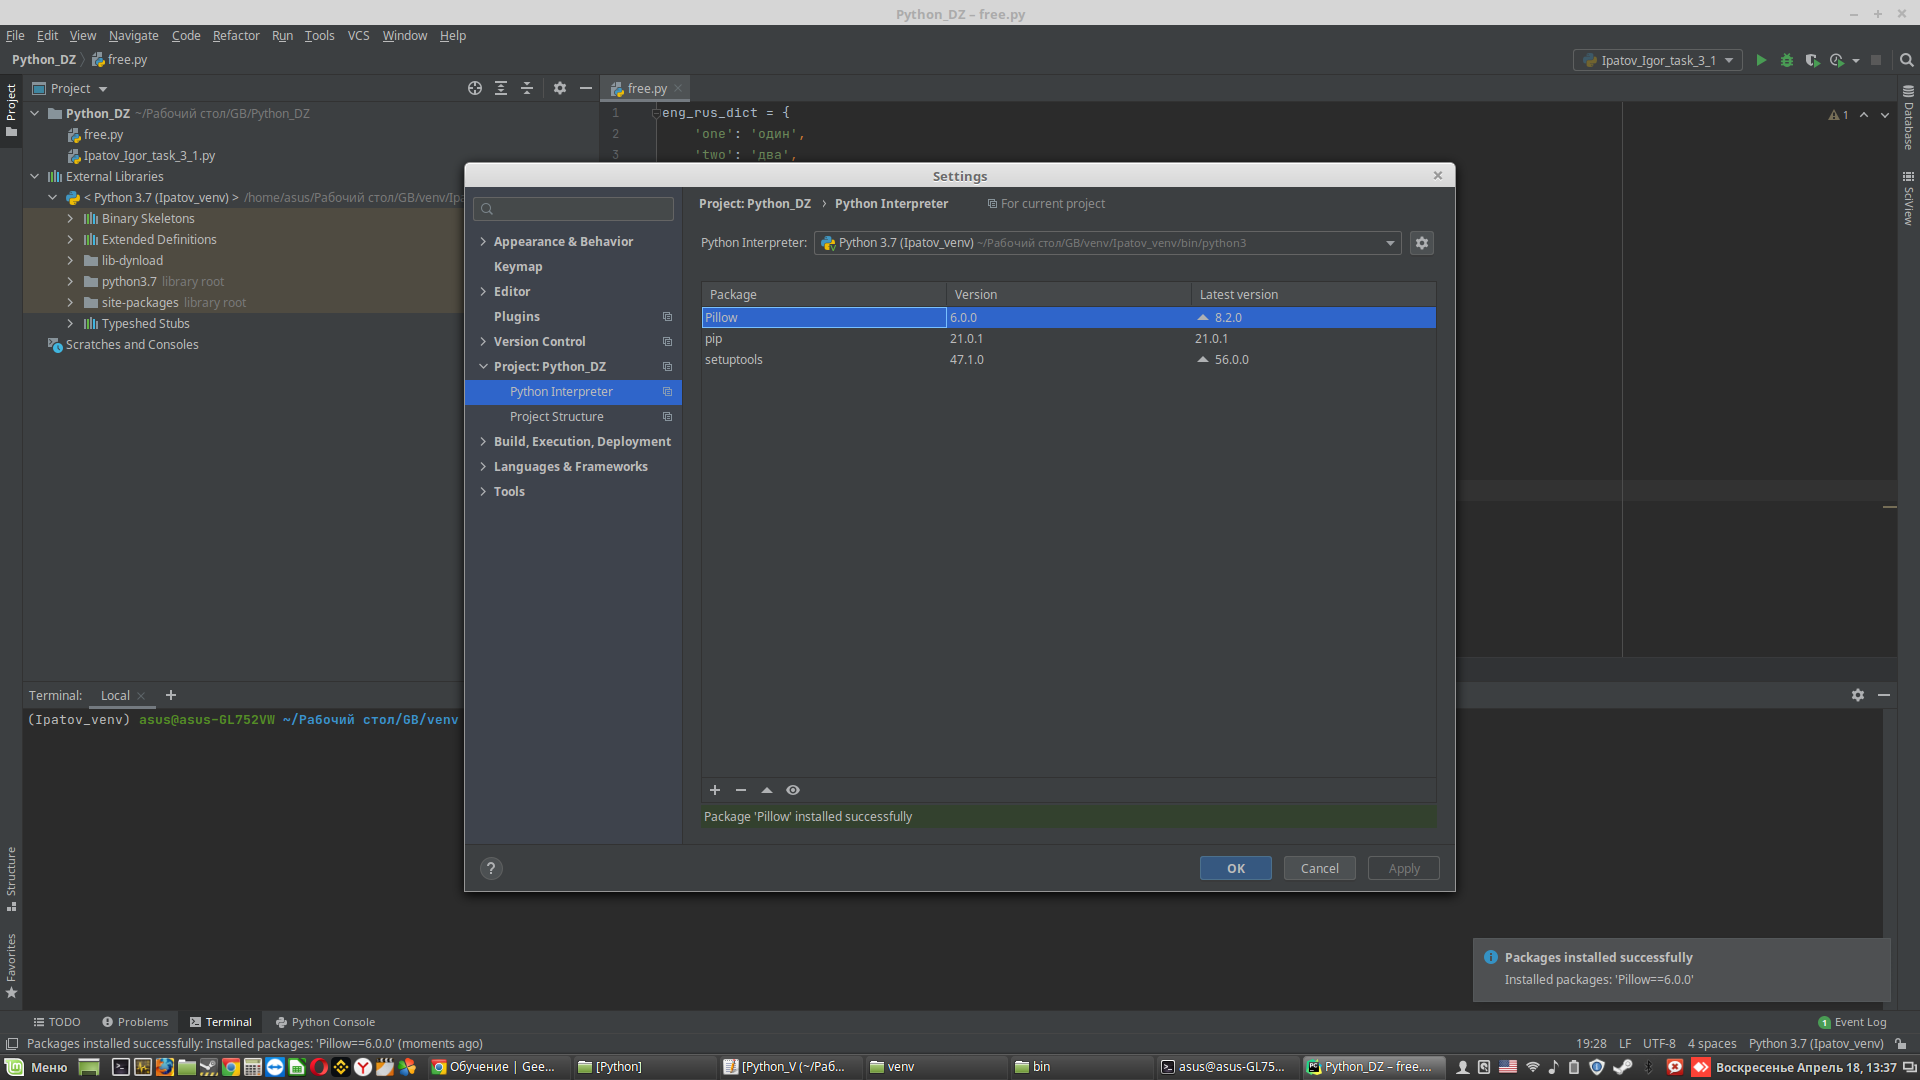 Python_DZ – free.py
File Edit View Navigate Code Refactor Run Tools VCS Window Help
Python_DZ free.py
Ipatov_Igor_task_3_1
Project
free.py
1
Project
Database
SciView
Structure
Favorites
Python_DZ ~/Рабочий стол/GB/Python_DZ
free.py
Ipatov_Igor_task_3_1.py
External Libraries
< Python 3.7 (Ipatov_venv) > /home/asus/Рабочий стол/GB/venv/Ipa
Binary Skeletons
Extended Definitions
lib-dynload
python3.7 library root
site-packages library root
Typeshed Stubs
Scratches and Consoles
1 eng_rus_dict = {
2 'one': 'один',
3 'two': 'два',
Settings
Appearance & Behavior
Keymap
Editor
Plugins
Version Control
Project: Python_DZ
Python Interpreter
Project Structure
Build, Execution, Deployment
Languages & Frameworks
Tools
Project: Python_DZ › Python Interpreter For current project
Python Interpreter: Python 3.7 (Ipatov_venv) ~/Рабочий стол/GB/venv/Ipatov_venv/bin/python3
Package Version Latest version
Pillow 6.0.0 8.2.0
pip 21.0.1 21.0.1
setuptools 47.1.0 56.0.0
Package 'Pillow' installed successfully
? OK Cancel Apply
Terminal: Local
(Ipatov_venv) asus@asus-GL752VW ~/Рабочий стол/GB/venv
Packages installed successfully
Installed packages: 'Pillow==6.0.0'
TODO Problems Terminal Python Console 1 Event Log
Packages installed successfully: Installed packages: 'Pillow==6.0.0' (moments ago) 19:28 LF UTF-8 4 spaces Python 3.7 (Ipatov_venv)
Меню Обучение | Gee... [Python] [Python_V (~/Раб... venv bin asus@asus-GL75... Python_DZ – free.... Воскресенье Апрель 18, 13:37